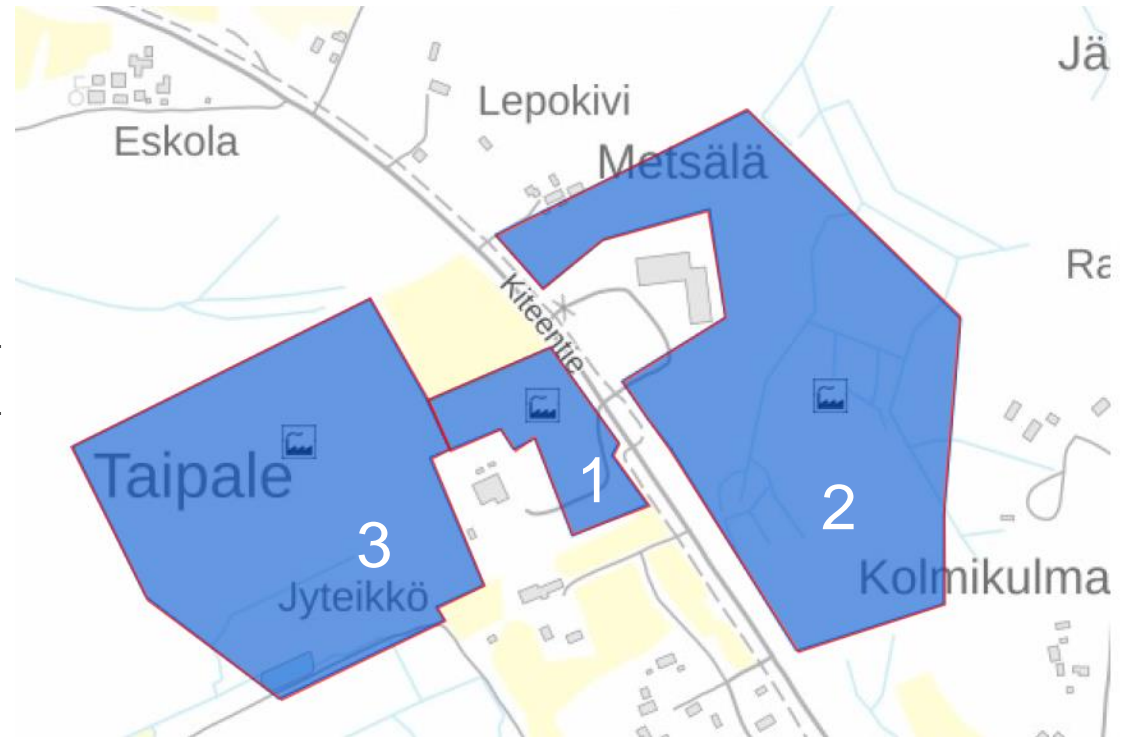 Jä
Lepokivi
Eskola
Metsälä
Ra
Kiteentie
Taipale
1
2
3
Kolmikulma
Jyteikkö